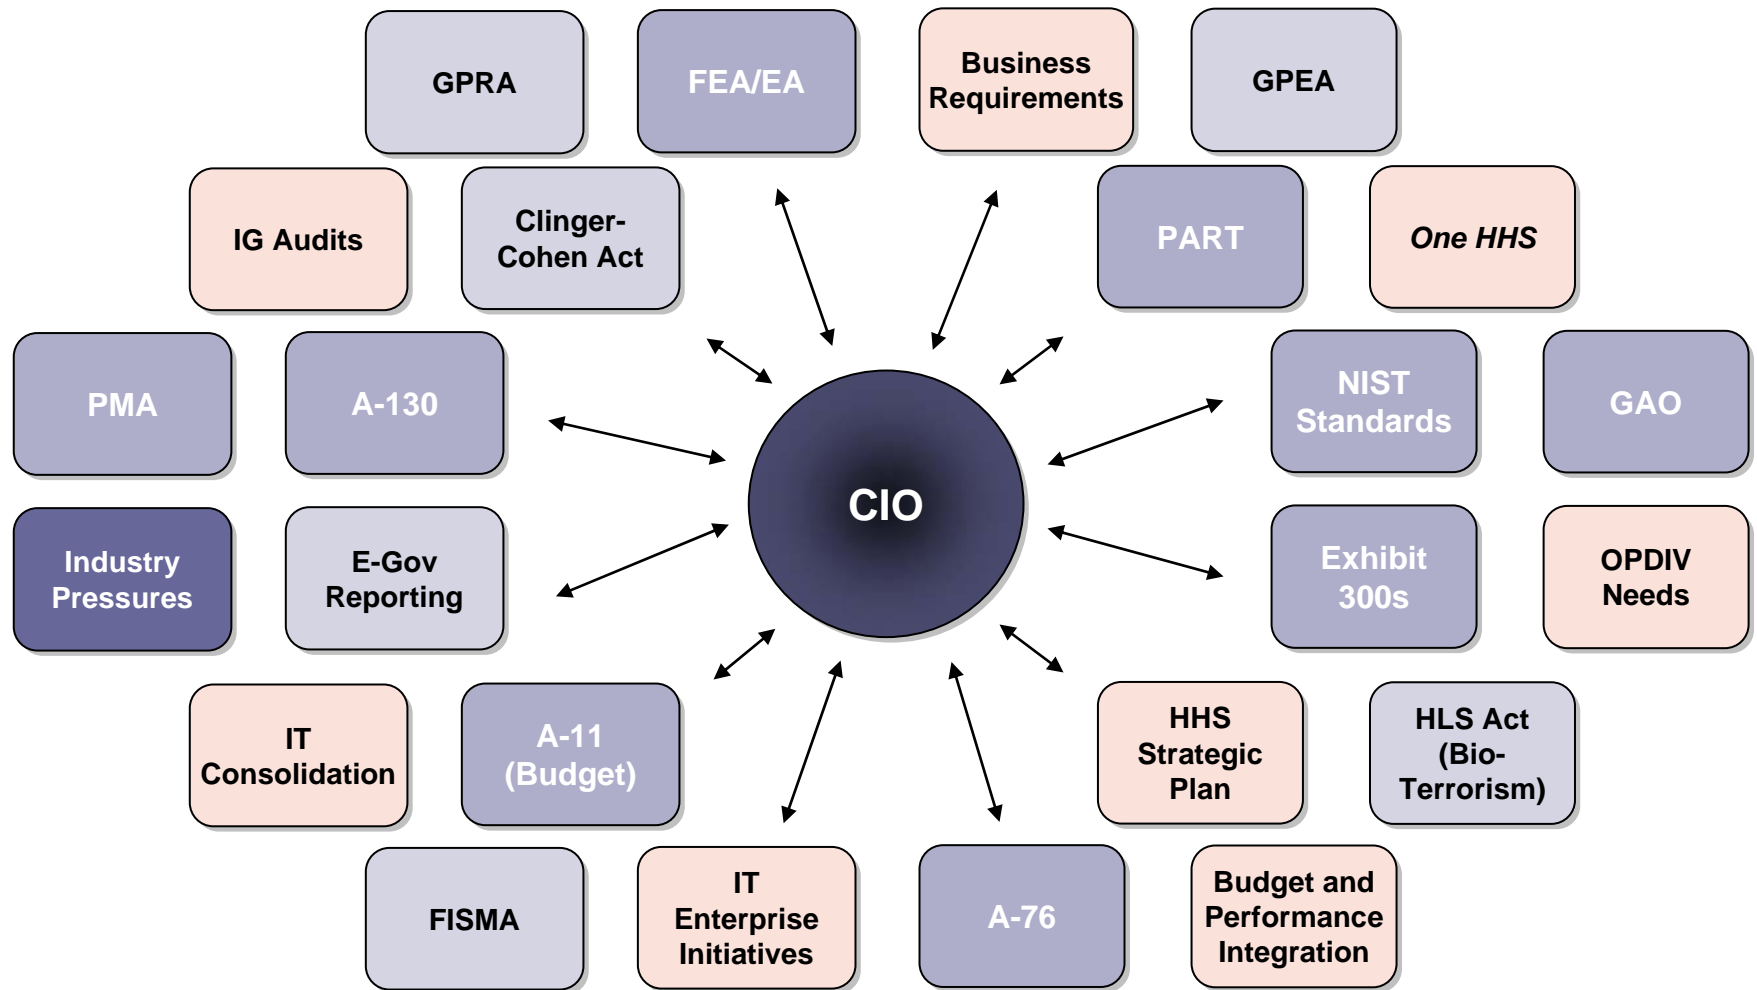 GPRA
FEA/EA
Business
Requirements
GPEA
IG Audits
Clinger-
Cohen Act
PART
One HHS
PMA
A-130
NIST
Standards
GAO
CIO
Industry
Pressures
E-Gov
Reporting
Exhibit
300s
OPDIV
Needs
IT
Consolidation
A-11
(Budget)
HHS
Strategic
Plan
HLS Act
(Bio-
Terrorism)
FISMA
IT
Enterprise
Initiatives
A-76
Budget and
Performance
Integration